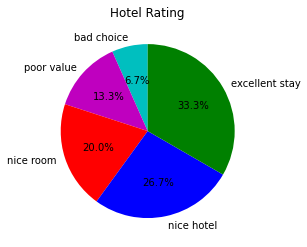 Hotel Rating
bad choice
6.7%
poor value
13.3%
excellent stay
33.3%
nice room
20.0%
nice hotel
26.7%